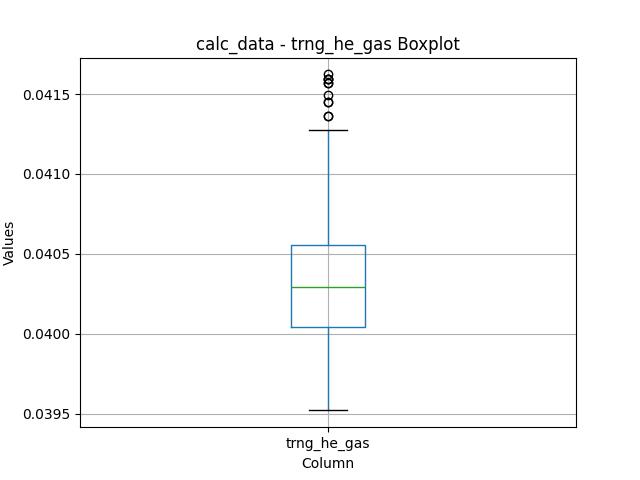 calc_data - trng_he_gas Boxplot
0.0415
0.0410
0.0405
0.0400
0.0395
Values
trng_he_gas
Column